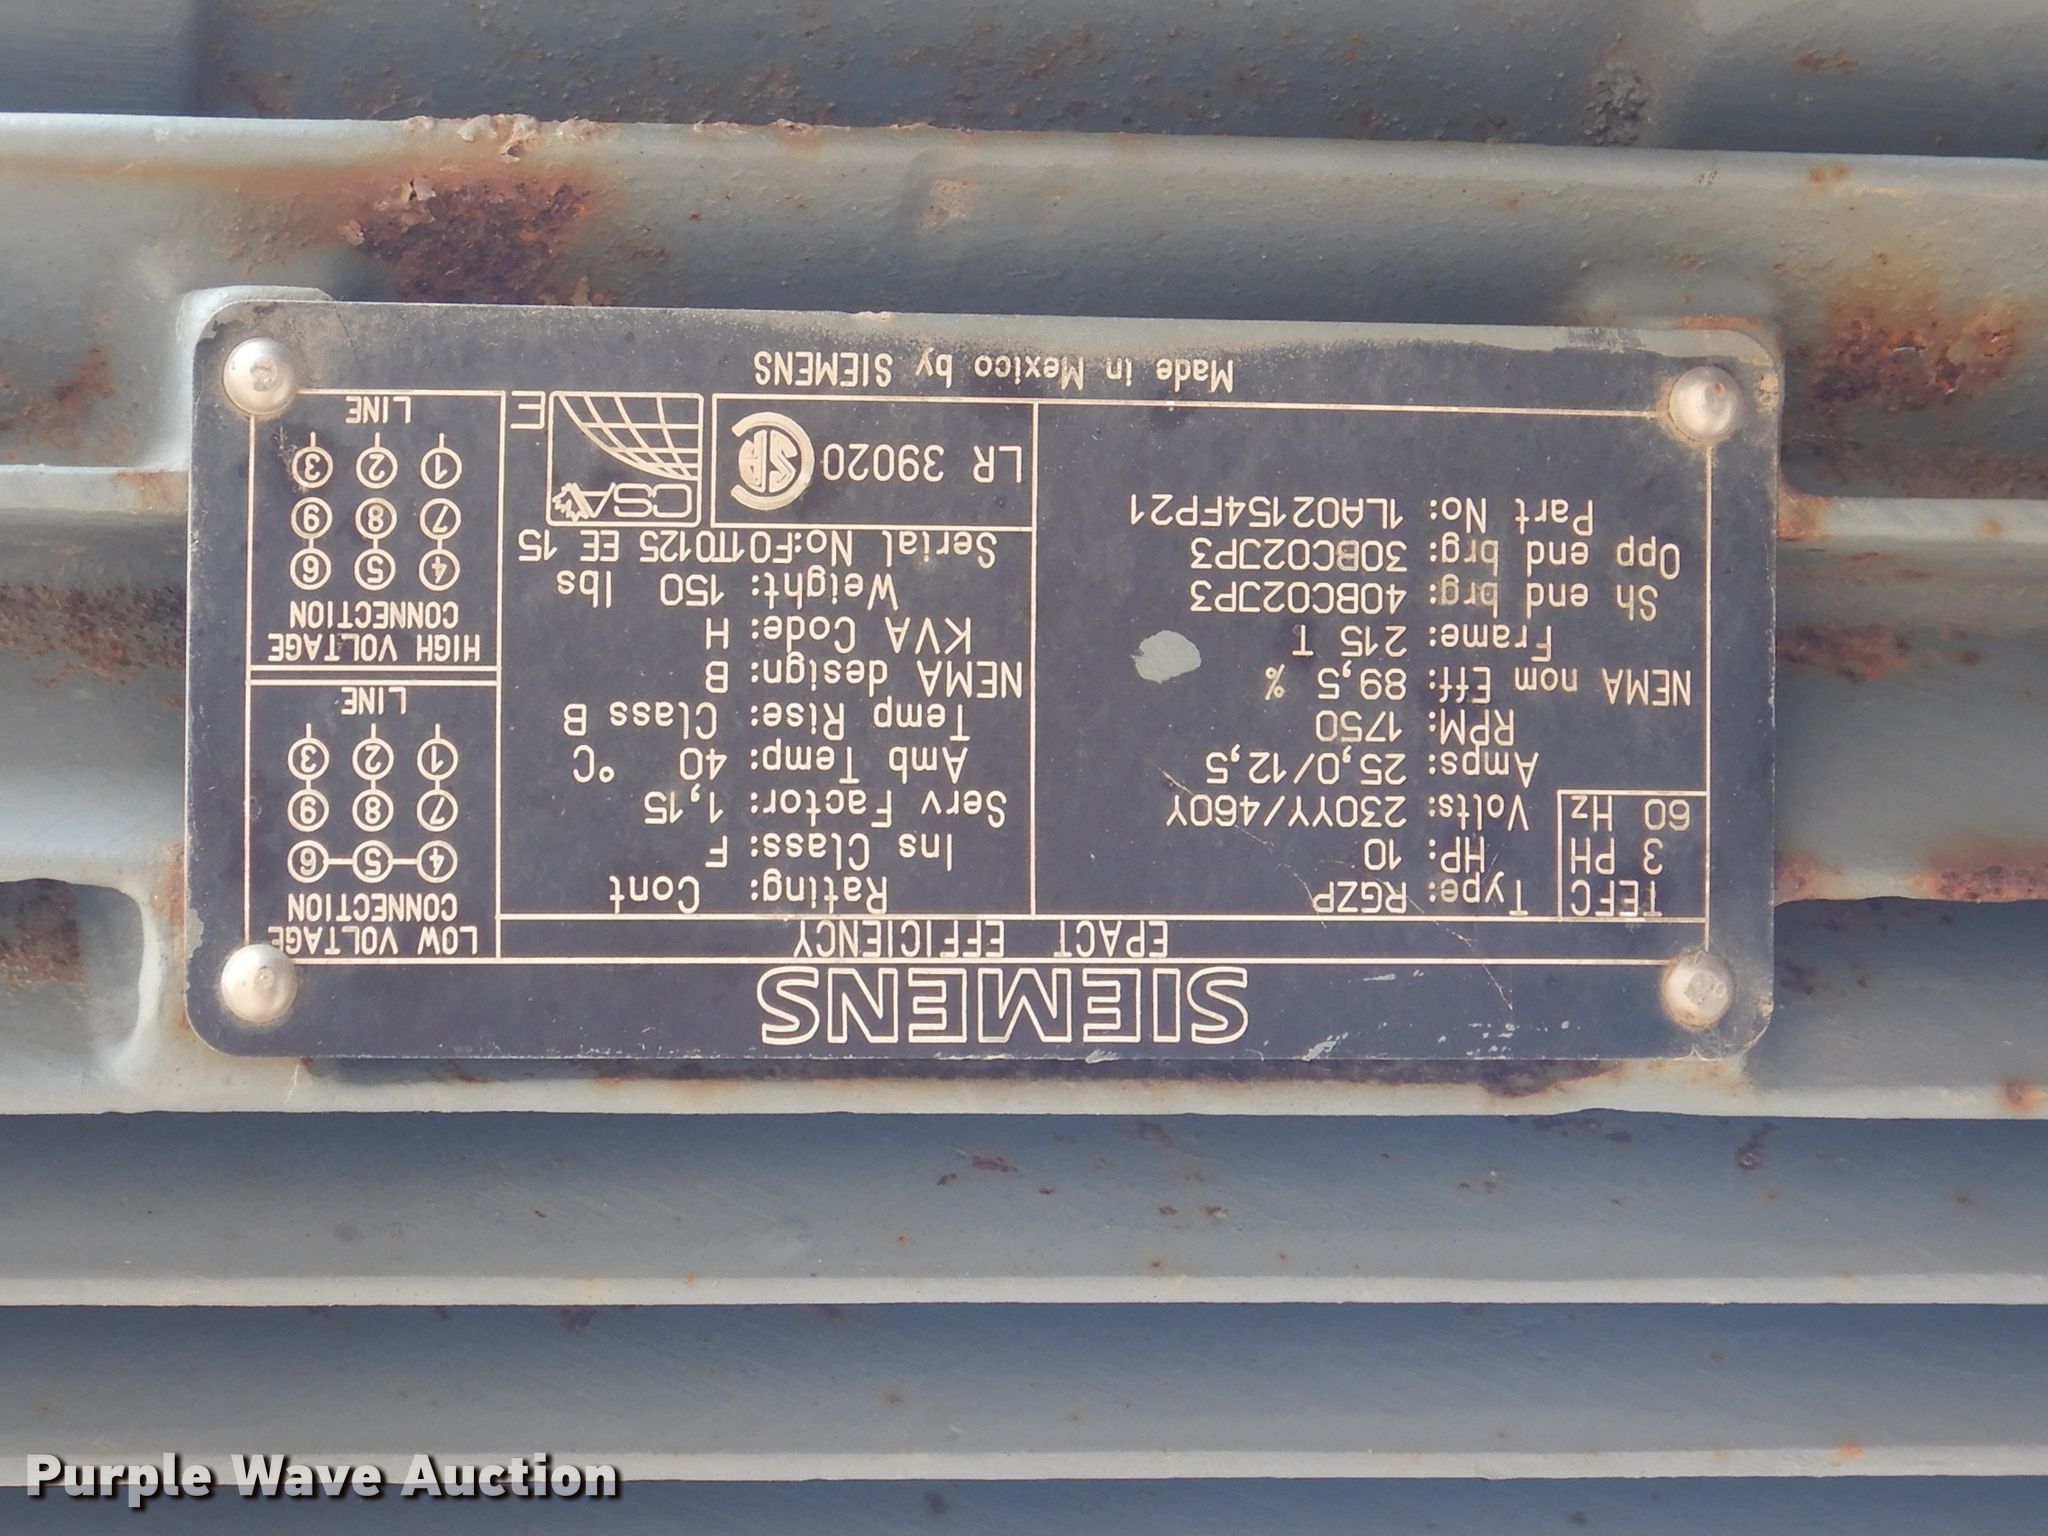 SIEMENS
EPACT EFFICIENCY
TEFC
3 PH
60 Hz
Type: RGZP
HP: 10
Volts: 230YY/460Y
Amps: 25,0/12,5
RPM: 1750
NEMA nom Eff: 89,5 %
Frame: 215 T
Sh end brg: 40BC02JP3
Opp end brg: 30BC02JP3
Part No: 1LA02154FP21
Rating: Cont
Ins Class: F
Serv Factor: 1,15
Amb Temp: 40 °C
Temp Rise: Class B
NEMA design: B
KVA Code: H
Weight: 150 lbs
Serial No: F01T0125 EE 15
LR 39020
SA
CSA
E
LOW VOLTAGE
CONNECTION
4 5 6
7 8 9
1 2 3
LINE
HIGH VOLTAGE
CONNECTION
4 5 6
7 8 9
1 2 3
LINE
Made in Mexico by SIEMENS
Purple Wave Auction